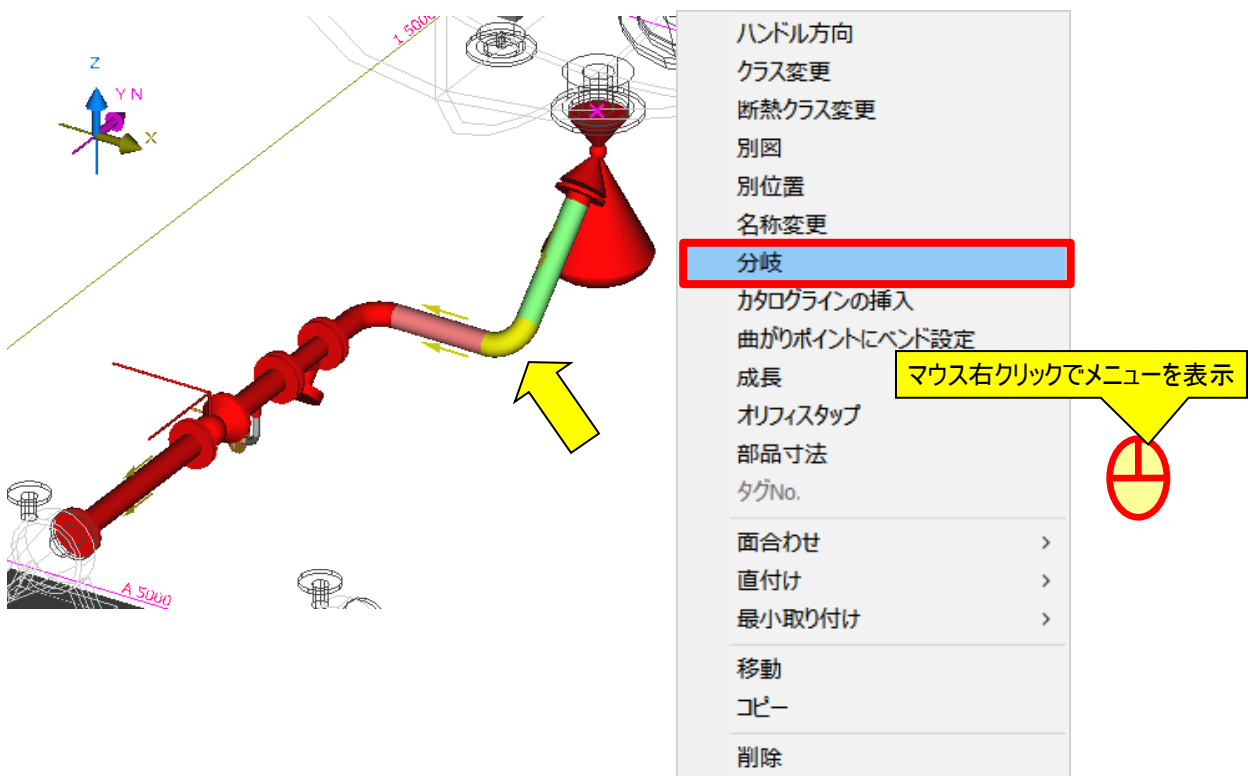 1 5000
Z
Y N
X
A 5000
ハンドル方向
クラス変更
断熱クラス変更
別図
別位置
名称変更
分岐
カタログラインの挿入
曲がりポイントにベンド設定
成長
オリフィスタップ
部品寸法
タグNo.
面合わせ
直付け
最小取り付け
移動
コピー
削除
マウス右クリックでメニューを表示